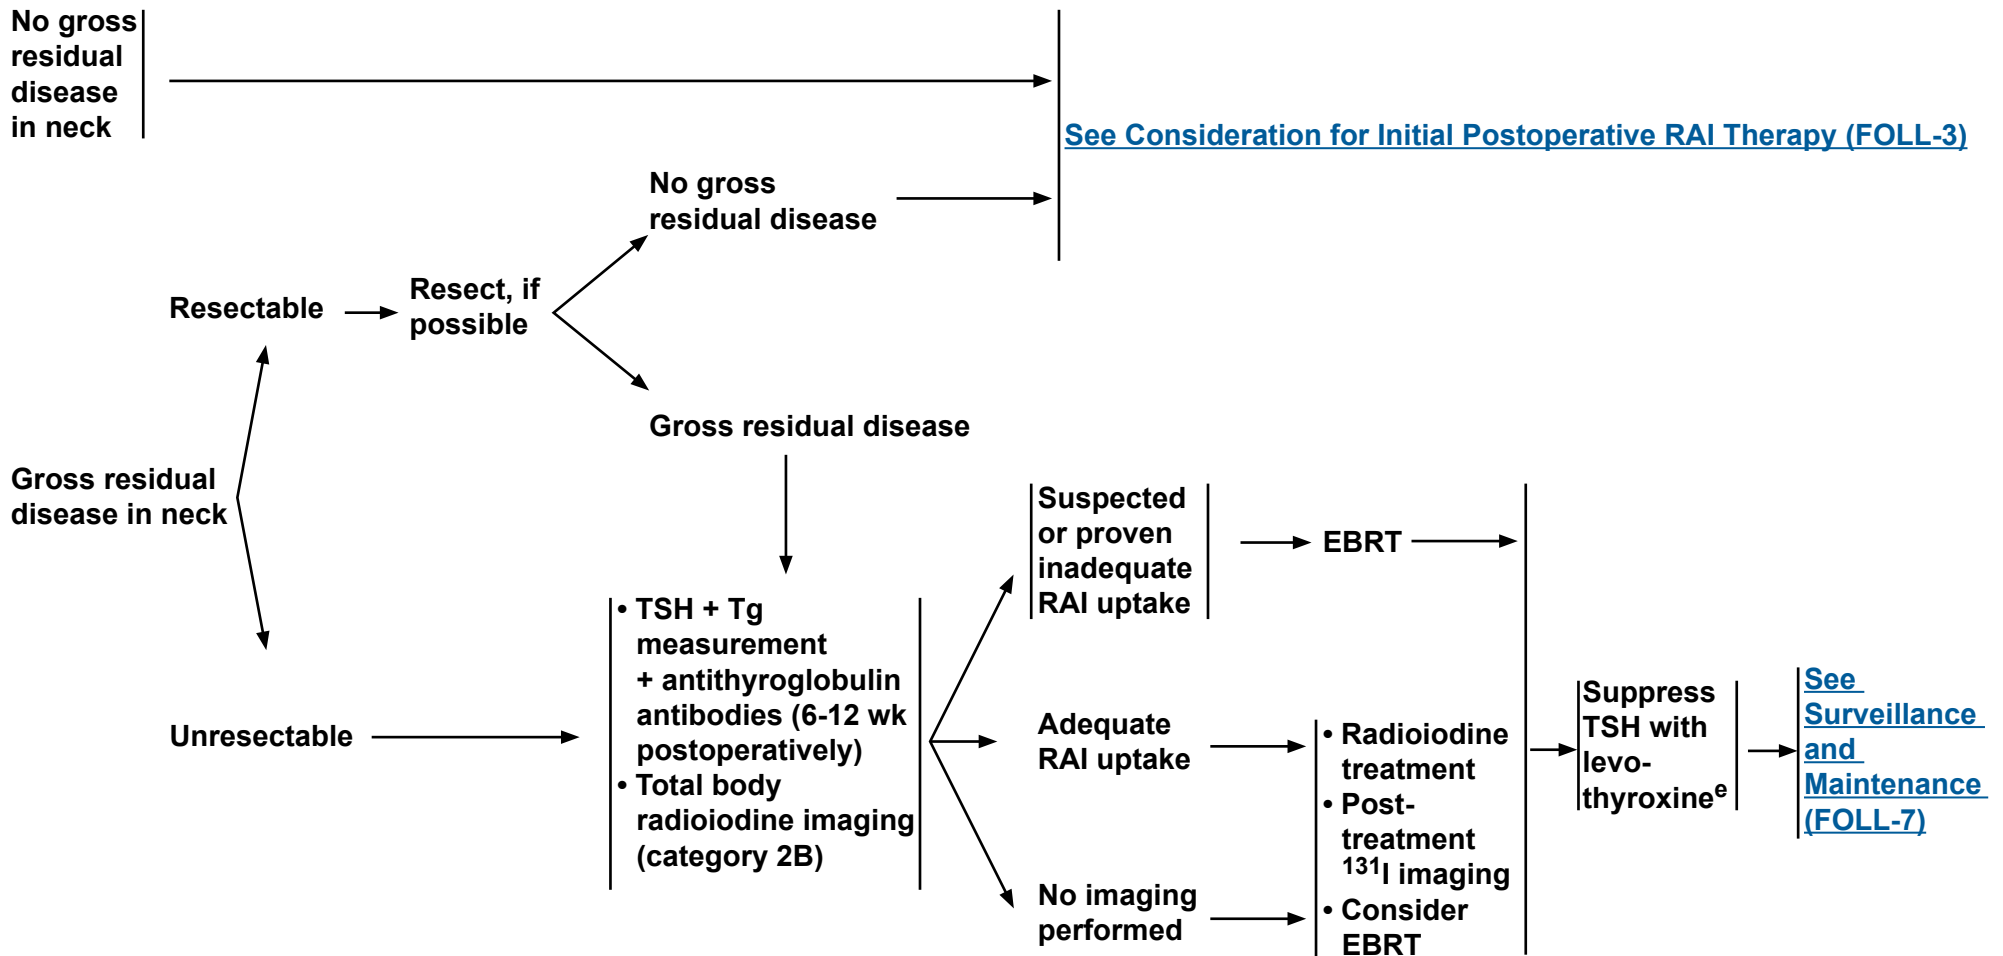 No gross
residual
disease
in neck
See Consideration for Initial Postoperative RAI Therapy (FOLL-3)
No gross
residual disease
Resectable
Resect, if
possible
Gross residual disease
Gross residual
disease in neck
Unresectable
• TSH + Tg
measurement
+ antithyroglobulin
antibodies (6-12 wk
postoperatively)
• Total body
radioiodine imaging
(category 2B)
Suspected
or proven
inadequate
RAI uptake
EBRT
Adequate
RAI uptake
No imaging
performed
• Radioiodine
treatment
• Post-
treatment
131I imaging
• Consider
EBRT
Suppress
TSH with
levo-
thyroxinee
See
Surveillance
and
Maintenance
(FOLL-7)